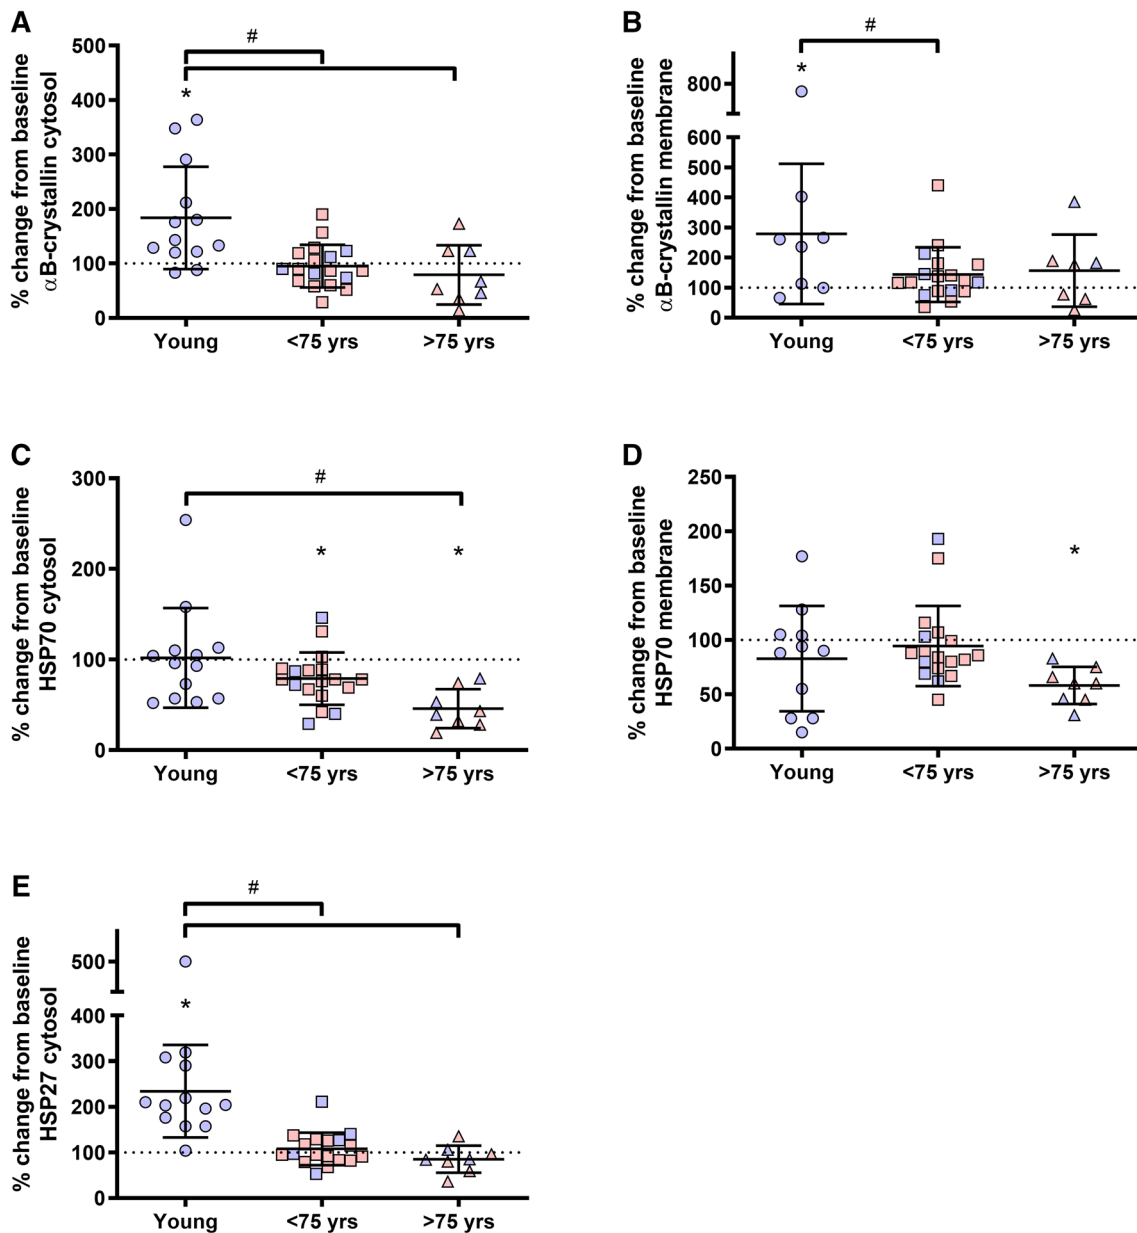 A
% change from baseline
αB-crystallin cytosol
500
400
300
200
100
0
#
*
Young
<75 yrs
>75 yrs
B
% change from baseline
αB-crystallin membrane
800
600
500
400
300
200
100
0
#
*
Young
<75 yrs
>75 yrs
C
% change from baseline
HSP70 cytosol
300
200
100
0
#
*
*
Young
<75 yrs
>75 yrs
D
% change from baseline
HSP70 membrane
250
200
150
100
50
0
*
Young
<75 yrs
>75 yrs
E
% change from baseline
HSP27 cytosol
500
400
300
200
100
0
#
*
Young
<75 yrs
>75 yrs